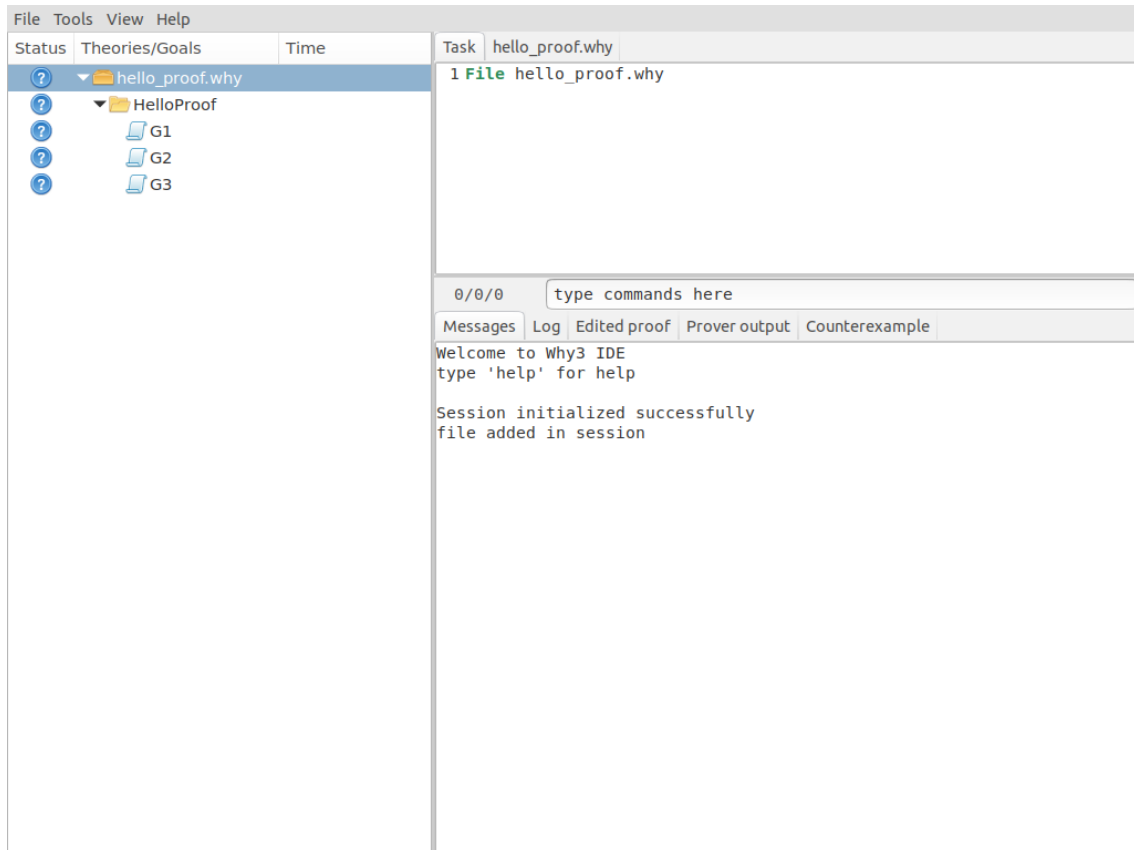 File Tools View Help
Status Theories/Goals Time
hello_proof.why
HelloProof
G1
G2
G3
Task hello_proof.why
1 File hello_proof.why
0/0/0 type commands here
Messages Log Edited proof Prover output Counterexample
Welcome to Why3 IDE
type 'help' for help
Session initialized successfully
file added in session